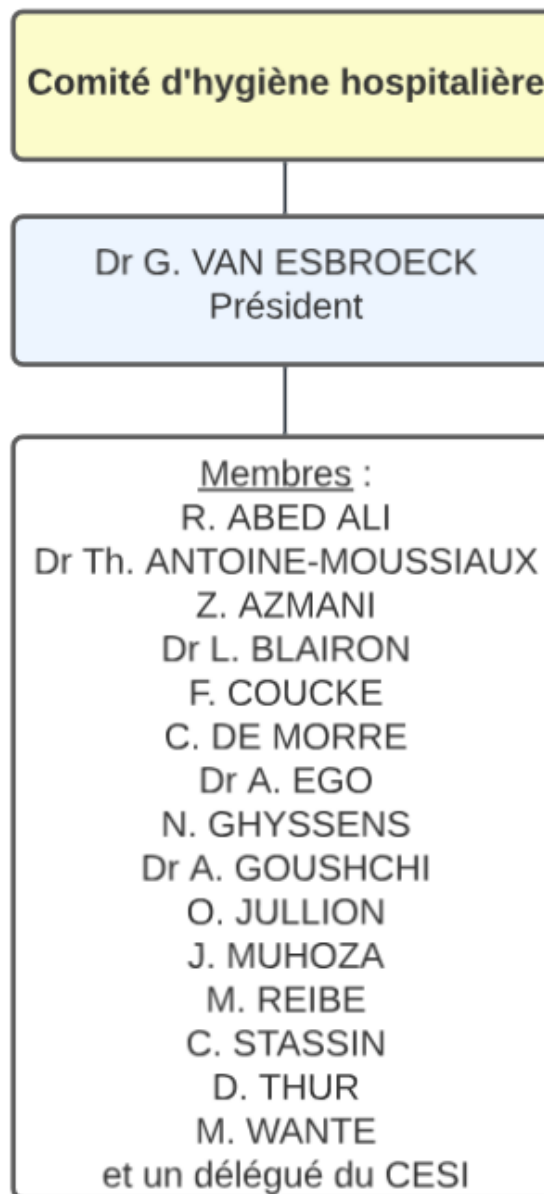 Comité d'hygiène hospitalière
Dr G. VAN ESBROECK
Président
Membres :
R. ABED ALI
Dr Th. ANTOINE-MOUSSIAUX
Z. AZMANI
Dr L. BLAIRON
F. COUCKE
C. DE MORRE
Dr A. EGO
N. GHYSSENS
Dr A. GOUSHCHI
O. JULLION
J. MUHOZA
M. REIBE
C. STASSIN
D. THUR
M. WANTE
et un délégué du CESI